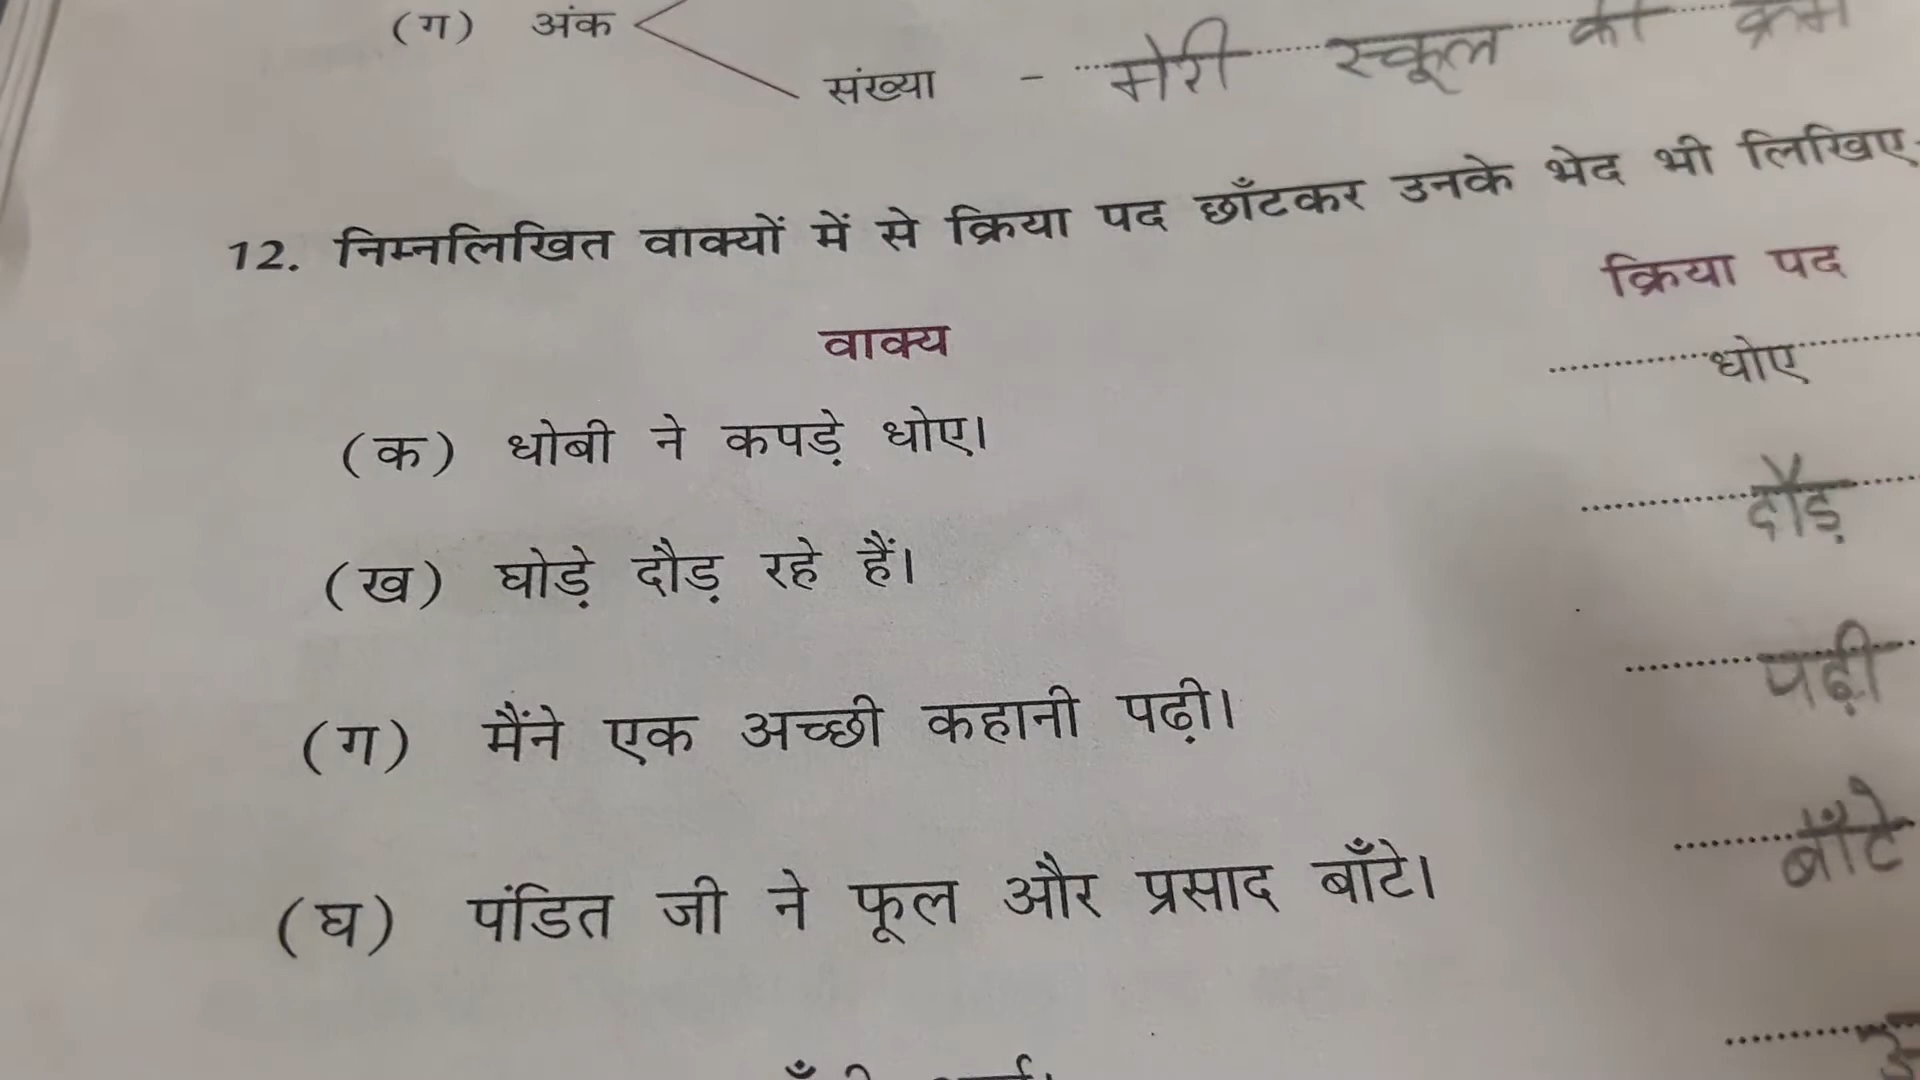 (ग) अंक
संख्या - मेरी स्कूल की
12. निम्नलिखित वाक्यों में से क्रिया पद छाँटकर उनके भेद भी लिखिए
वाक्य क्रिया पद
(क) धोबी ने कपड़े धोए। धोए
(ख) घोड़े दौड़ रहे हैं। दौड़
(ग) मैंने एक अच्छी कहानी पढ़ी। पढ़ी
(घ) पंडित जी ने फूल और प्रसाद बाँटे। बाँटे